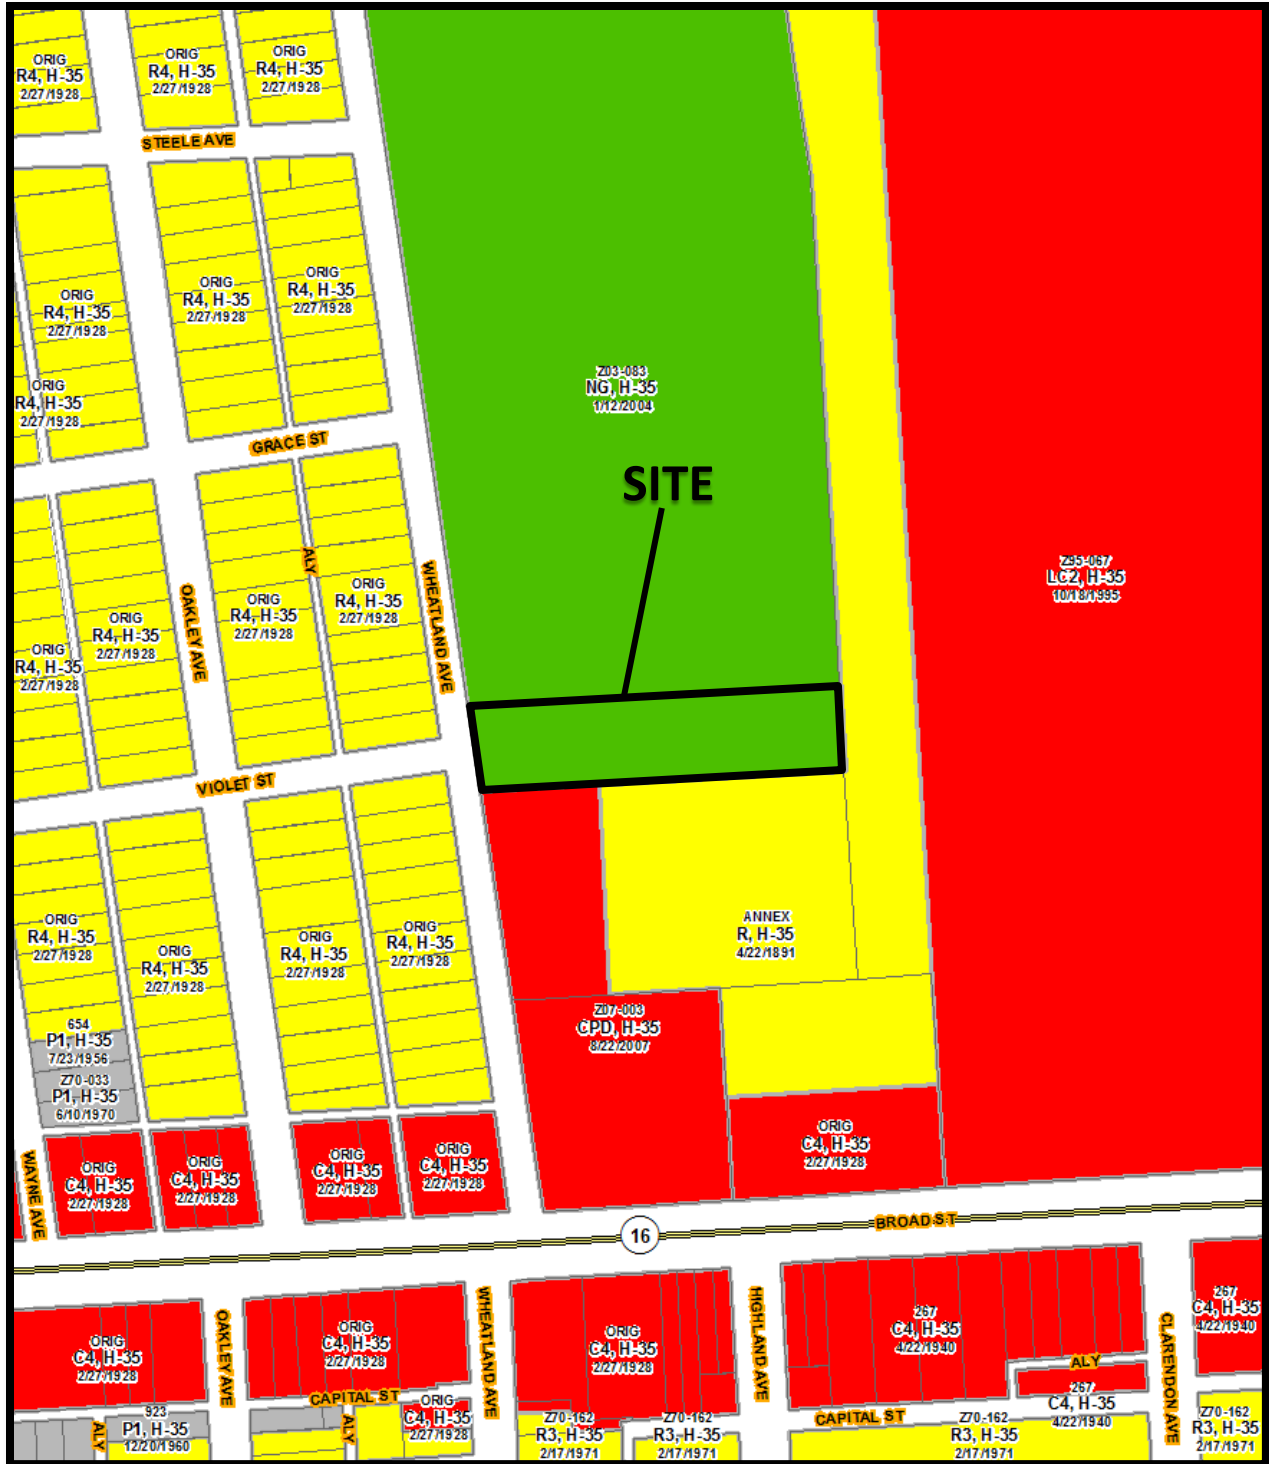 ORIG
R4, H-35
2/27/1928
ORIG
R4, H-35
2/27/1928
ORIG
R4, H-35
2/27/1928
STEELE AVE
ORIG
R4, H-35
2/27/1928
ORIG
R4, H-35
2/27/1928
ORIG
R4, H-35
2/27/1928
ORIG
R4, H-35
2/27/1928
Z03-083
NG, H-35
1/12/2004
GRACE ST
SITE
Z95-067
LC2, H-35
10/18/1995
ALY
WHEATLAND AVE
OAKLEY AVE
ORIG
R4, H-35
2/27/1928
ORIG
R4, H-35
2/27/1928
ORIG
R4, H-35
2/27/1928
ORIG
R4, H-35
2/27/1928
VIOLET ST
ORIG
R4, H-35
2/27/1928
ORIG
R4, H-35
2/27/1928
ORIG
R4, H-35
2/27/1928
ORIG
R4, H-35
2/27/1928
ANNEX
R, H-35
4/22/1891
654
P1, H-35
7/23/1956
Z70-033
P1, H-35
6/10/1970
Z07-003
CPD, H-35
8/22/2007
ORIG
C4, H-35
2/27/1928
WAYNE AVE
ORIG
C4, H-35
2/27/1928
ORIG
C4, H-35
2/27/1928
ORIG
C4, H-35
2/27/1928
ORIG
C4, H-35
2/27/1928
BROAD ST
16
OAKLEY AVE
WHEATLAND AVE
HIGHLAND AVE
CLARENDON AVE
ORIG
C4, H-35
2/27/1928
ORIG
C4, H-35
2/27/1928
ORIG
C4, H-35
2/27/1928
267
C4, H-35
4/22/1940
267
C4, H-35
4/22/1940
ALY
267
C4, H-35
4/22/1940
CAPITAL ST
ORIG
C4, H-35
2/27/1928
CAPITAL ST
ALY
923
P1, H-35
12/20/1960
ALY
Z70-162
R3, H-35
2/17/1971
Z70-162
R3, H-35
2/17/1971
Z70-162
R3, H-35
2/17/1971
Z70-162
R3, H-35
2/17/1971